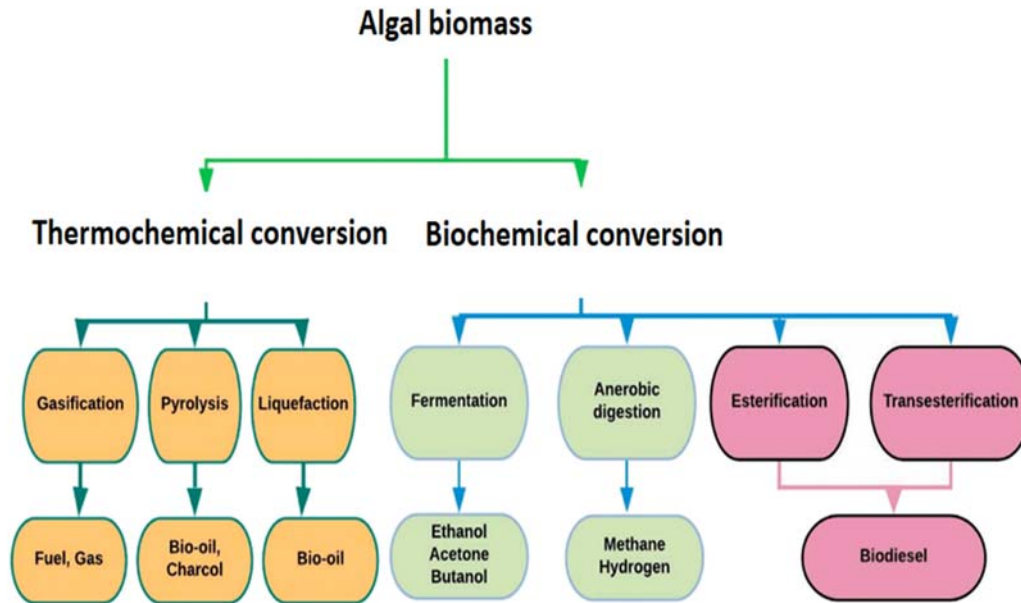 Algal biomass
Thermochemical conversion
Biochemical conversion
Gasification
Pyrolysis
Liquefaction
Fermentation
Anerobic
digestion
Esterification
Transesterification
Fuel, Gas
Bio-oil,
Charcol
Bio-oil
Ethanol
Acetone
Butanol
Methane
Hydrogen
Biodiesel